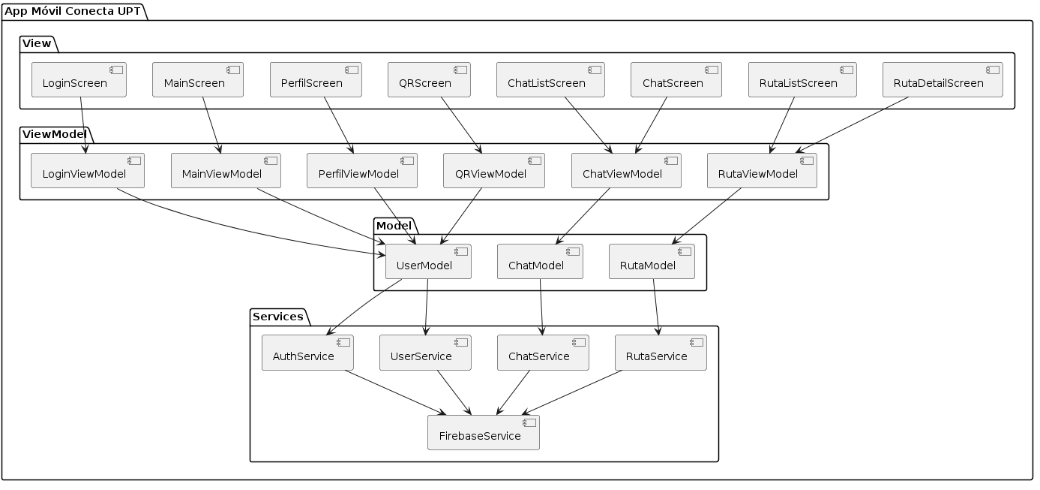 App Móvil Conecta UPT
View
LoginScreen
MainScreen
PerfilScreen
QRScreen
ChatListScreen
ChatScreen
RutaListScreen
RutaDetailScreen
ViewModel
LoginViewModel
MainViewModel
PerfilViewModel
QRViewModel
ChatViewModel
RutaViewModel
Model
UserModel
ChatModel
RutaModel
Services
AuthService
UserService
ChatService
RutaService
FirebaseService